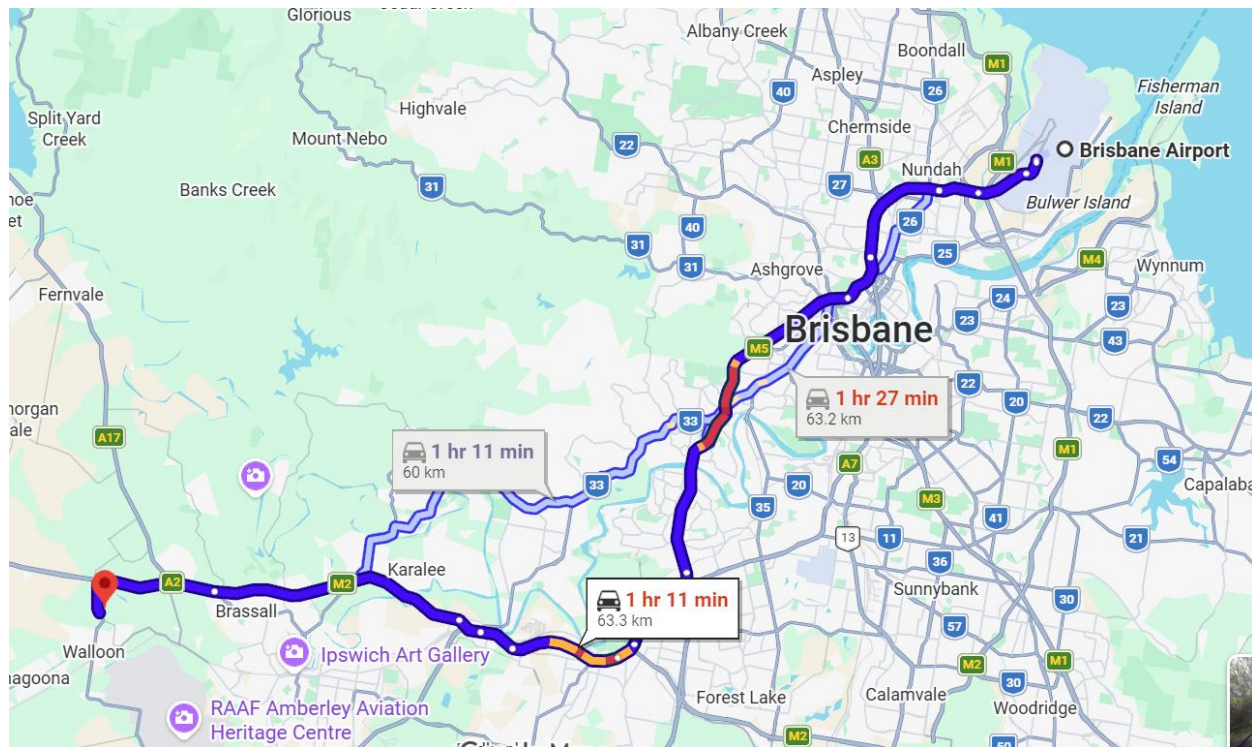 Glorious
Albany Creek
Boondall
M1
Aspley
26
40
Fisherman
Island
Highvale
Split Yard
Creek
Chermside
Mount Nebo
22
A3
Nundah
M1
Brisbane Airport
27
Banks Creek
31
Bulwer Island
40
26
31
31
25
Ashgrove
M4
Wynnum
Fernvale
24
23
23
Brisbane
M5
43
22
20
22
1 hr 27 min
63.2 km
33
A17
1 hr 11 min
60 km
M1
54
A7
33
20
Capalaba
M3
35
41
13
11
21
36
Karalee
A2
M2
Sunnybank
30
1 hr 11 min
63.3 km
Brassall
57
Walloon
Ipswich Art Gallery
M2
M1
30
Forest Lake
Calamvale
Woodridge
RAAF Amberley Aviation
Heritage Centre
M2